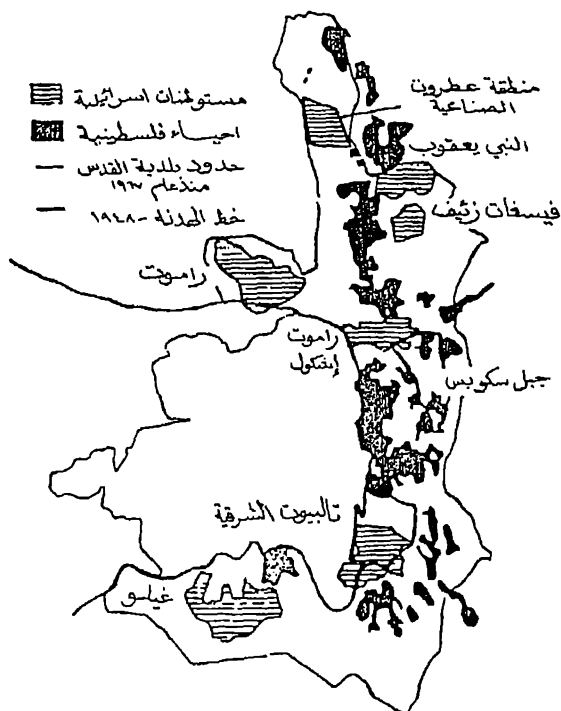 مستوطنات اسرائيلية
احياء فلسطينية
حدود بلدية القدس
منذ عام ١٩٦٧
خط الهدنة - ١٩٤٨
منطقة عطروت
الصناعية
النبي يعقوب
فيسغات زئيف
راموت
راموت
إشكول
جبل سكوبس
تالبيوت الشرقية
غيلو